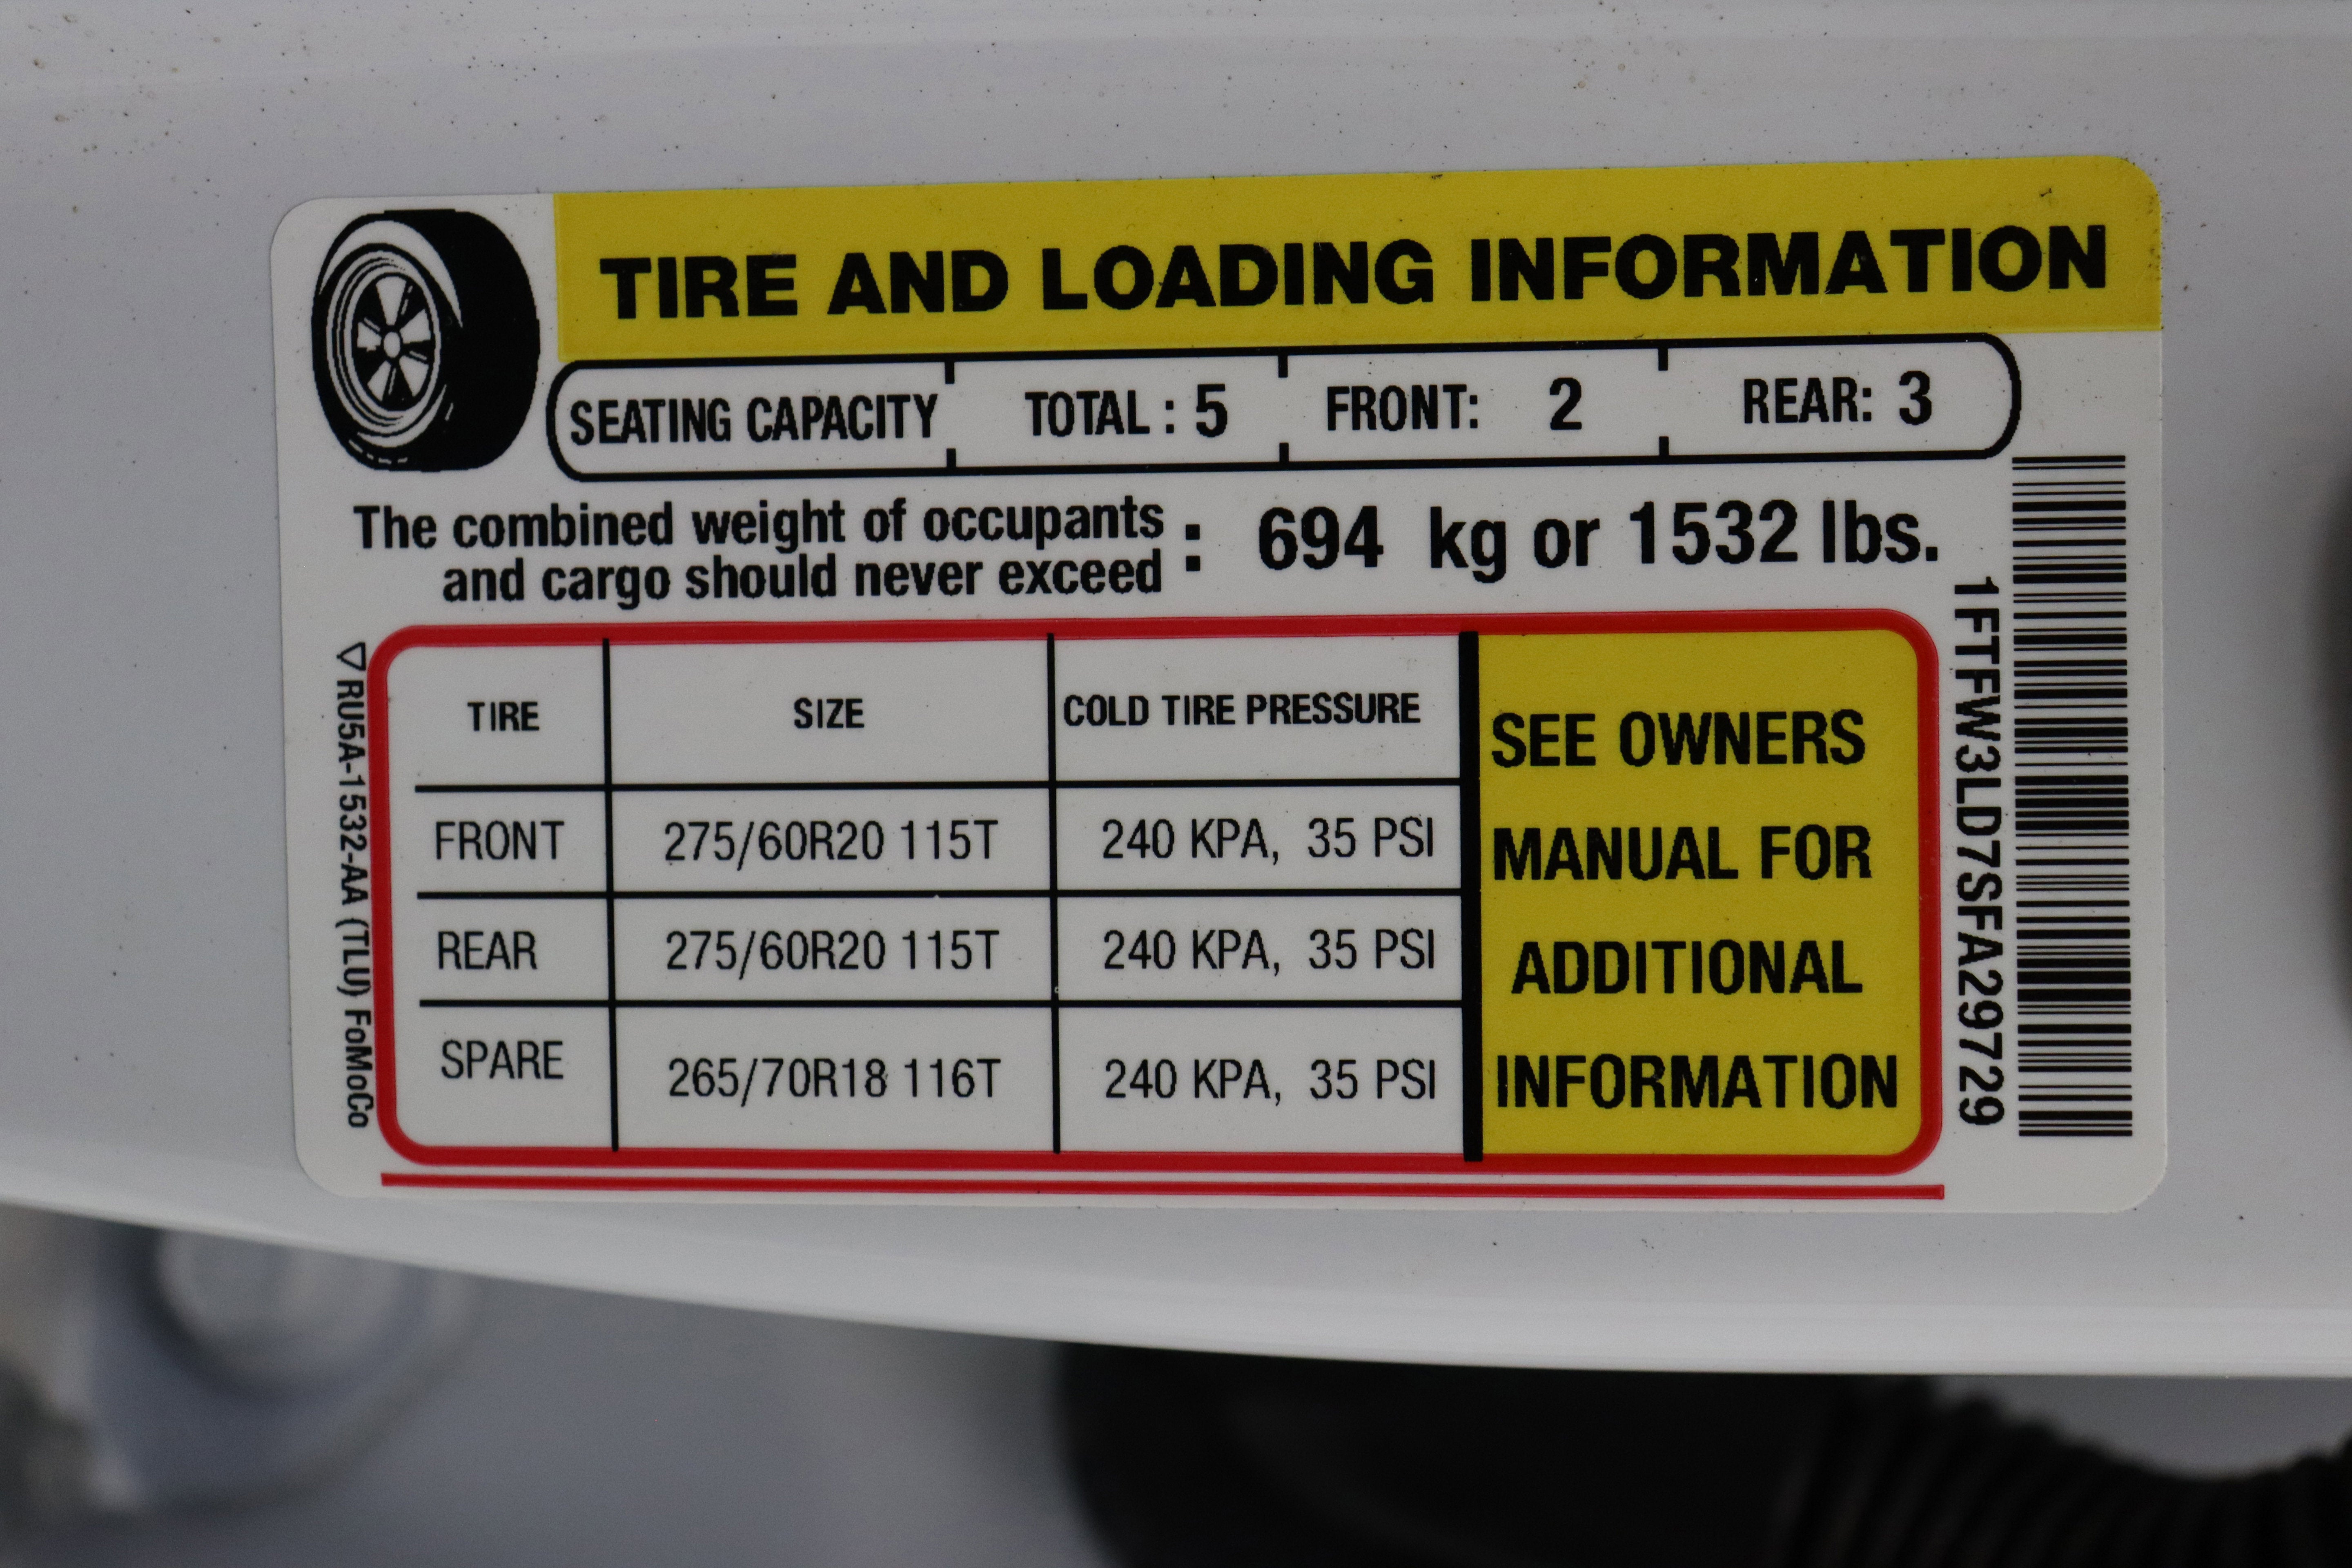 TIRE AND LOADING INFORMATION
SEATING CAPACITY TOTAL : 5 FRONT: 2 REAR: 3
The combined weight of occupants
and cargo should never exceed : 694 kg or 1532 lbs.
TIRE SIZE COLD TIRE PRESSURE
FRONT 275/60R20 115T 240 KPA, 35 PSI
REAR 275/60R20 115T 240 KPA, 35 PSI
SPARE 265/70R18 116T 240 KPA, 35 PSI
SEE OWNERS
MANUAL FOR
ADDITIONAL
INFORMATION
1FTFW3LD7SFA29729
RU5A-1532-AA (TLU) FoMoCo